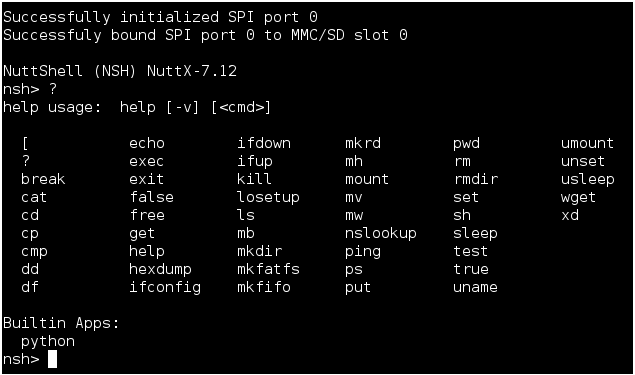 Successfully initialized SPI port 0
Successfuly bound SPI port 0 to MMC/SD slot 0
NuttShell (NSH) NuttX-7.12
nsh> ?
help usage:  help [-v] [<cmd>]
[ echo ifdown mkrd pwd umount
? exec ifup mh rm unset
break exit kill mount rmdir usleep
cat false losetup mv set wget
cd free ls mw sh xd
cp get mb nslookup sleep
cmp help mkdir ping test
dd hexdump mkfatfs ps true
df ifconfig mkfifo put uname
Builtin Apps:
python
nsh>